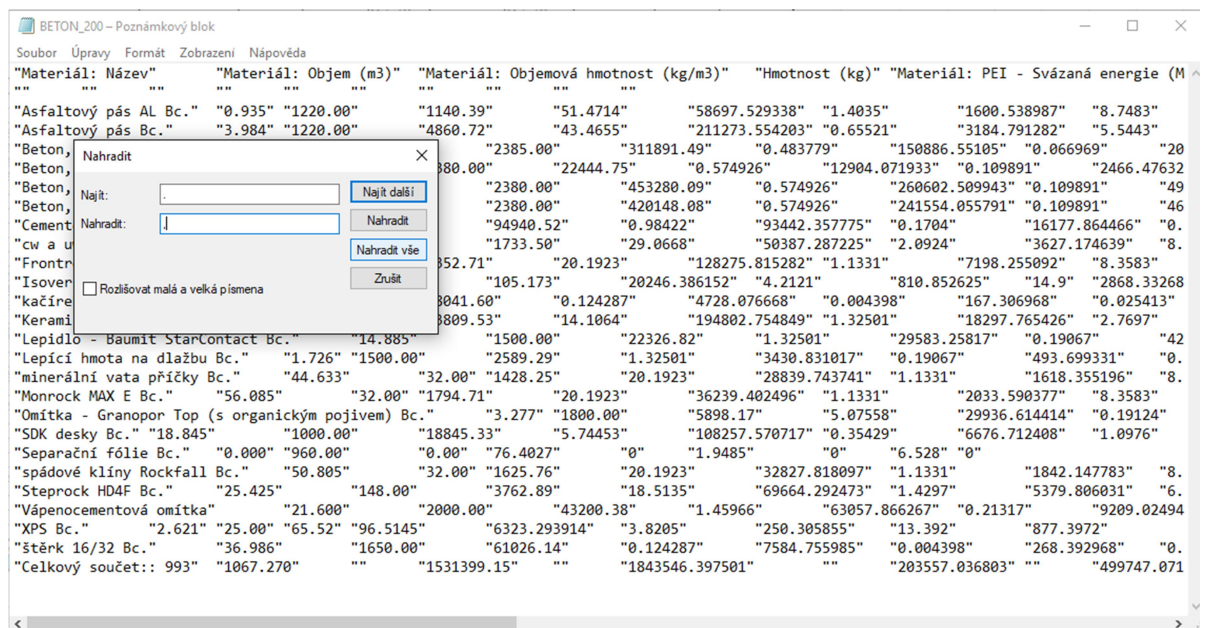 BETON_200 – Poznámkový blok
Soubor Úpravy Formát Zobrazení Nápověda
"Materiál: Název" "Materiál: Objem (m3)" "Materiál: Objemová hmotnost (kg/m3)" "Hmotnost (kg)" "Materiál: PEI - Svázaná energie (M
"" "" "" "" "" "" "" "" "" ""
"Asfaltový pás AL Bc." "0.935" "1220.00" "1140.39" "51.4714" "58697.529338" "1.4035" "1600.538987" "8.7483"
"Asfaltový pás Bc." "3.984" "1220.00" "4860.72" "43.4655" "211273.554203" "0.65521" "3184.791282" "5.5443"
"Beton, "2385.00" "311891.49" "0.483779" "150886.55105" "0.066969" "20
"Beton, 380.00" "22444.75" "0.574926" "12904.071933" "0.109891" "2466.47632
"Beton, "2380.00" "453280.09" "0.574926" "260602.509943" "0.109891" "49
"Beton, "2380.00" "420148.08" "0.574926" "241554.055791" "0.109891" "46
"Cement "94940.52" "0.98422" "93442.357775" "0.1704" "16177.864466" "0.
"cw a u "1733.50" "29.0668" "50387.287225" "2.0924" "3627.174639" "8.
"Frontr 352.71" "20.1923" "128275.815282" "1.1331" "7198.255092" "8.3583"
"Isover "105.173" "20246.386152" "4.2121" "810.852625" "14.9" "2868.33268
"kačíre 8041.60" "0.124287" "4728.076668" "0.004398" "167.306968" "0.025413"
"Kerami 3809.53" "14.1064" "194802.754849" "1.32501" "18297.765426" "2.7697"
"Lepidlo - Baumit StarContact Bc." "14.885" "1500.00" "22326.82" "1.32501" "29583.25817" "0.19067" "42
"Lepící hmota na dlažbu Bc." "1.726" "1500.00" "2589.29" "1.32501" "3430.831017" "0.19067" "493.699331" "0.
"minerální vata příčky Bc." "44.633" "32.00" "1428.25" "20.1923" "28839.743741" "1.1331" "1618.355196" "8.
"Monrock MAX E Bc." "56.085" "32.00" "1794.71" "20.1923" "36239.402496" "1.1331" "2033.590377" "8.3583"
"Omítka - Granopor Top (s organickým pojivem) Bc." "3.277" "1800.00" "5898.17" "5.07558" "29936.614414" "0.19124"
"SDK desky Bc." "18.845" "1000.00" "18845.33" "5.74453" "108257.570717" "0.35429" "6676.712408" "1.0976"
"Separační fólie Bc." "0.000" "960.00" "0.00" "76.4027" "0" "1.9485" "0" "6.528" "0"
"spádové klíny Rockfall Bc." "50.805" "32.00" "1625.76" "20.1923" "32827.818097" "1.1331" "1842.147783" "8.
"Steprock HD4F Bc." "25.425" "148.00" "3762.89" "18.5135" "69664.292473" "1.4297" "5379.806031" "6.
"Vápenocementová omítka" "21.600" "2000.00" "43200.38" "1.45966" "63057.866267" "0.21317" "9209.02494
"XPS Bc." "2.621" "25.00" "65.52" "96.5145" "6323.293914" "3.8205" "250.305855" "13.392" "877.3972"
"štěrk 16/32 Bc." "36.986" "1650.00" "61026.14" "0.124287" "7584.755985" "0.004398" "268.392968" "0.
"Celkový součet:: 993" "1067.270" "" "1531399.15" "" "1843546.397501" "" "203557.036803" "" "499747.071
Nahradit
Najít: . Najít další
Nahradit: . Nahradit
Nahradit vše
Zrušit
Rozlišovat malá a velká písmena